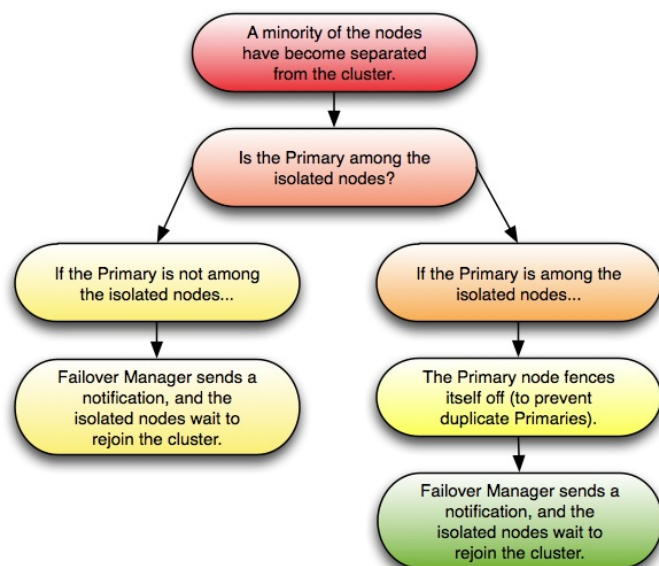 A minority of the nodes
have become separated
from the cluster.
Is the Primary among the
isolated nodes?
If the Primary is not among
the isolated nodes...
If the Primary is among the
isolated nodes...
Failover Manager sends a
notification, and the
isolated nodes wait to
rejoin the cluster.
The Primary node fences
itself off (to prevent
duplicate Primaries).
Failover Manager sends a
notification, and the
isolated nodes wait to
rejoin the cluster.